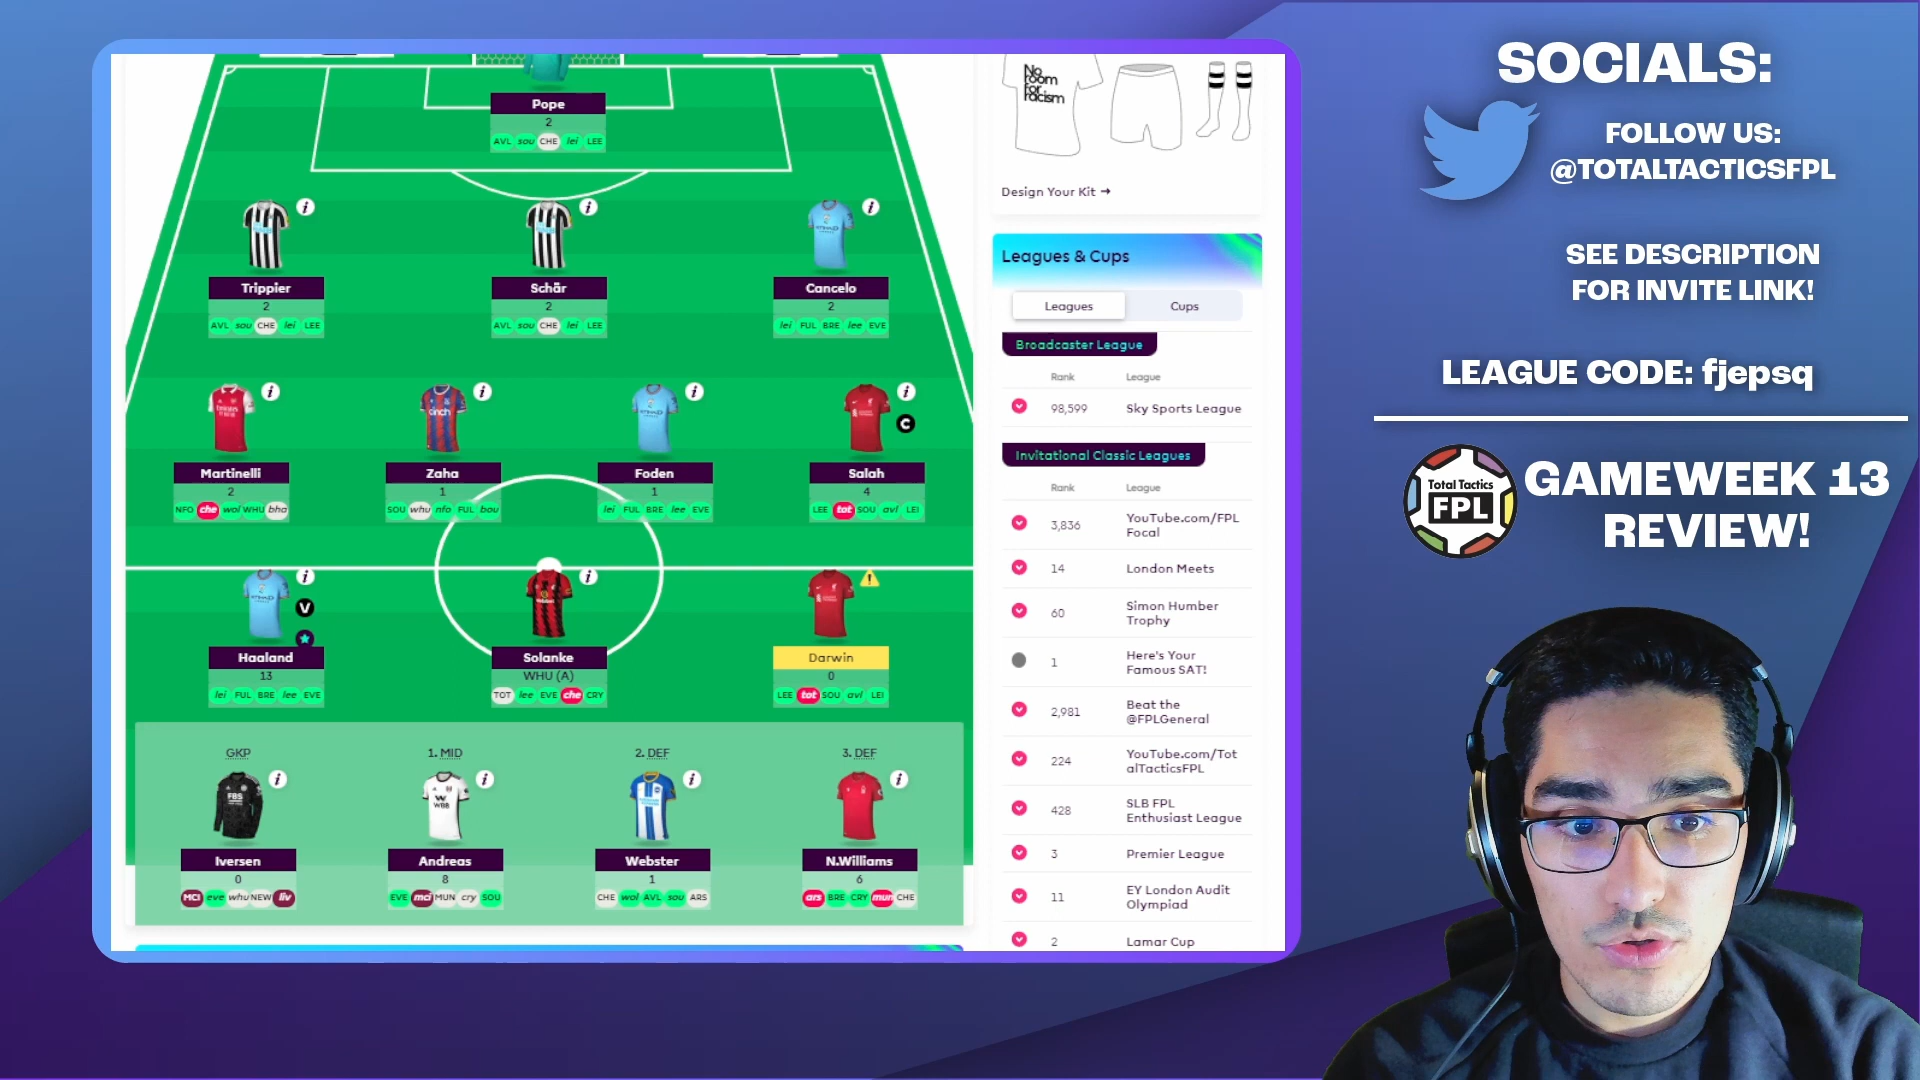 SOCIALS:
FOLLOW US:
@TOTALTACTICSFPL
SEE DESCRIPTION
FOR INVITE LINK!
LEAGUE CODE: fjepsq
Total Tactics
FPL
GAMEWEEK 13
REVIEW!
Pope
2
AVL sou CHE lei LEE
Trippier
2
AVL sou CHE lei LEE
Schär
2
AVL sou CHE lei LEE
Cancelo
2
lei FUL BRE lee EVE
Martinelli
2
NFO che wol WHU bha
Zaha
1
SOU whu nfo FUL bou
Foden
1
lei FUL BRE lee EVE
Salah
4
LEE tot SOU avl LEI
C
Haaland
13
lei FUL BRE lee EVE
V
Solanke
WHU (A)
TOT lee EVE che CRY
Darwin
0
LEE tot SOU avl LEI
GKP
Iversen
0
MCI eve whu NEW liv
1. MID
Andreas
8
EVE mci MUN cry SOU
2. DEF
Webster
1
CHE wol AVL sou ARS
3. DEF
N.Williams
6
ars BRE CRY mun CHE
No
room
for
racism
Design Your Kit →
Leagues & Cups
Leagues Cups
Broadcaster League
Rank League
98,599 Sky Sports League
Invitational Classic Leagues
Rank League
3,836 YouTube.com/FPL
Focal
14 London Meets
60 Simon Humber
Trophy
1 Here's Your
Famous SAT!
2,981 Beat the
@FPLGeneral
224 YouTube.com/Tot
alTacticsFPL
428 SLB FPL
Enthusiast League
3 Premier League
11 EY London Audit
Olympiad
2 Lamar Cup